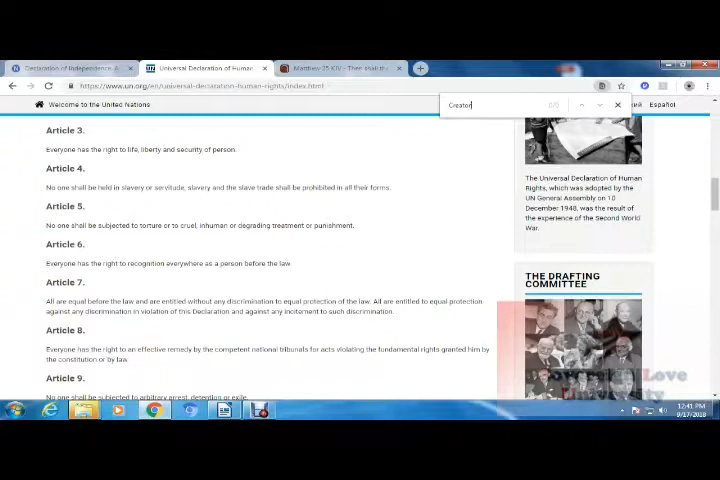 Declaration of Independence: A
Universal Declaration of Human
Matthew 25 KJV - Then shall th
https://www.un.org/en/universal-declaration-human-rights/index.html
Creator
0/0
Welcome to the United Nations
Español
Article 3.
Everyone has the right to life, liberty and security of person.
Article 4.
No one shall be held in slavery or servitude; slavery and the slave trade shall be prohibited in all their forms.
Article 5.
No one shall be subjected to torture or to cruel, inhuman or degrading treatment or punishment.
Article 6.
Everyone has the right to recognition everywhere as a person before the law.
Article 7.
All are equal before the law and are entitled without any discrimination to equal protection of the law. All are entitled to equal protection
against any discrimination in violation of this Declaration and against any incitement to such discrimination.
Article 8.
Everyone has the right to an effective remedy by the competent national tribunals for acts violating the fundamental rights granted him by
the constitution or by law.
Article 9.
No one shall be subjected to arbitrary arrest, detention or exile.
The Universal Declaration of Human
Rights, which was adopted by the
UN General Assembly on 10
December 1948, was the result of
the experience of the Second World
War.
THE DRAFTING
COMMITTEE
Love
University
12:41 PM
9/17/2018